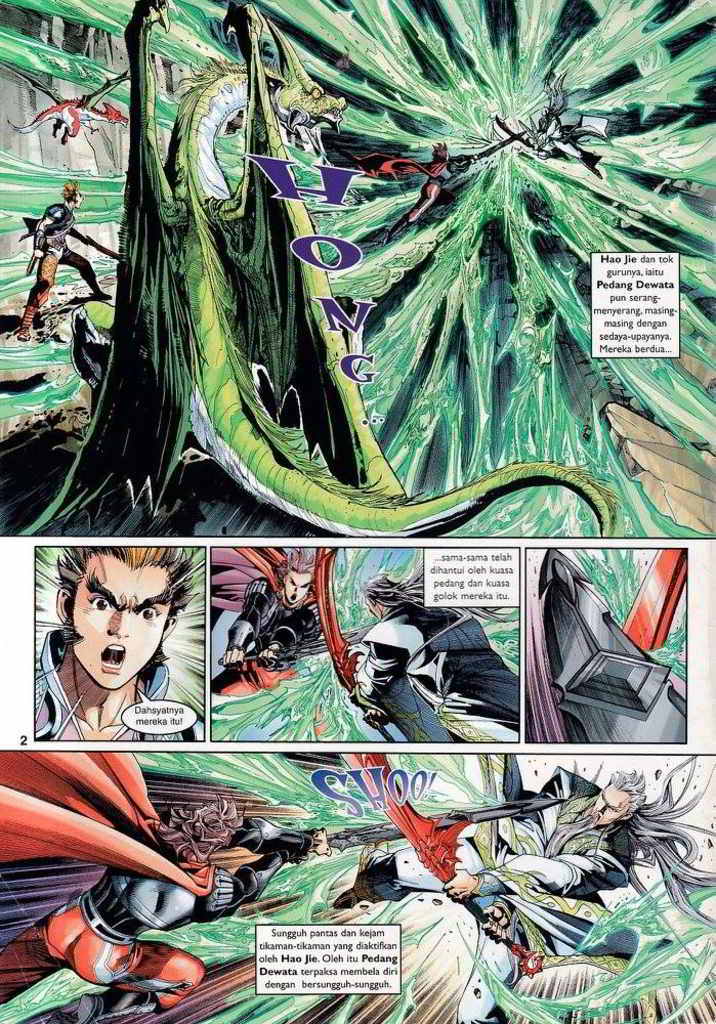 HONG...
Hao Jie dan tok
gurunya, iaitu
Pedang Dewata
pun serang-
menyerang, masing-
masing dengan
sedaya-upayanya.
Mereka berdua...
Dahsyatnya
mereka itu!
...sama-sama telah
dihantui oleh kuasa
pedang dan kuasa
golok mereka itu.
2
SHOO!
Sungguh pantas dan kejam
tikaman-tikaman yang diaktifkan
oleh Hao Jie. Oleh itu Pedang
Dewata terpaksa membela diri
dengan bersungguh-sungguh.